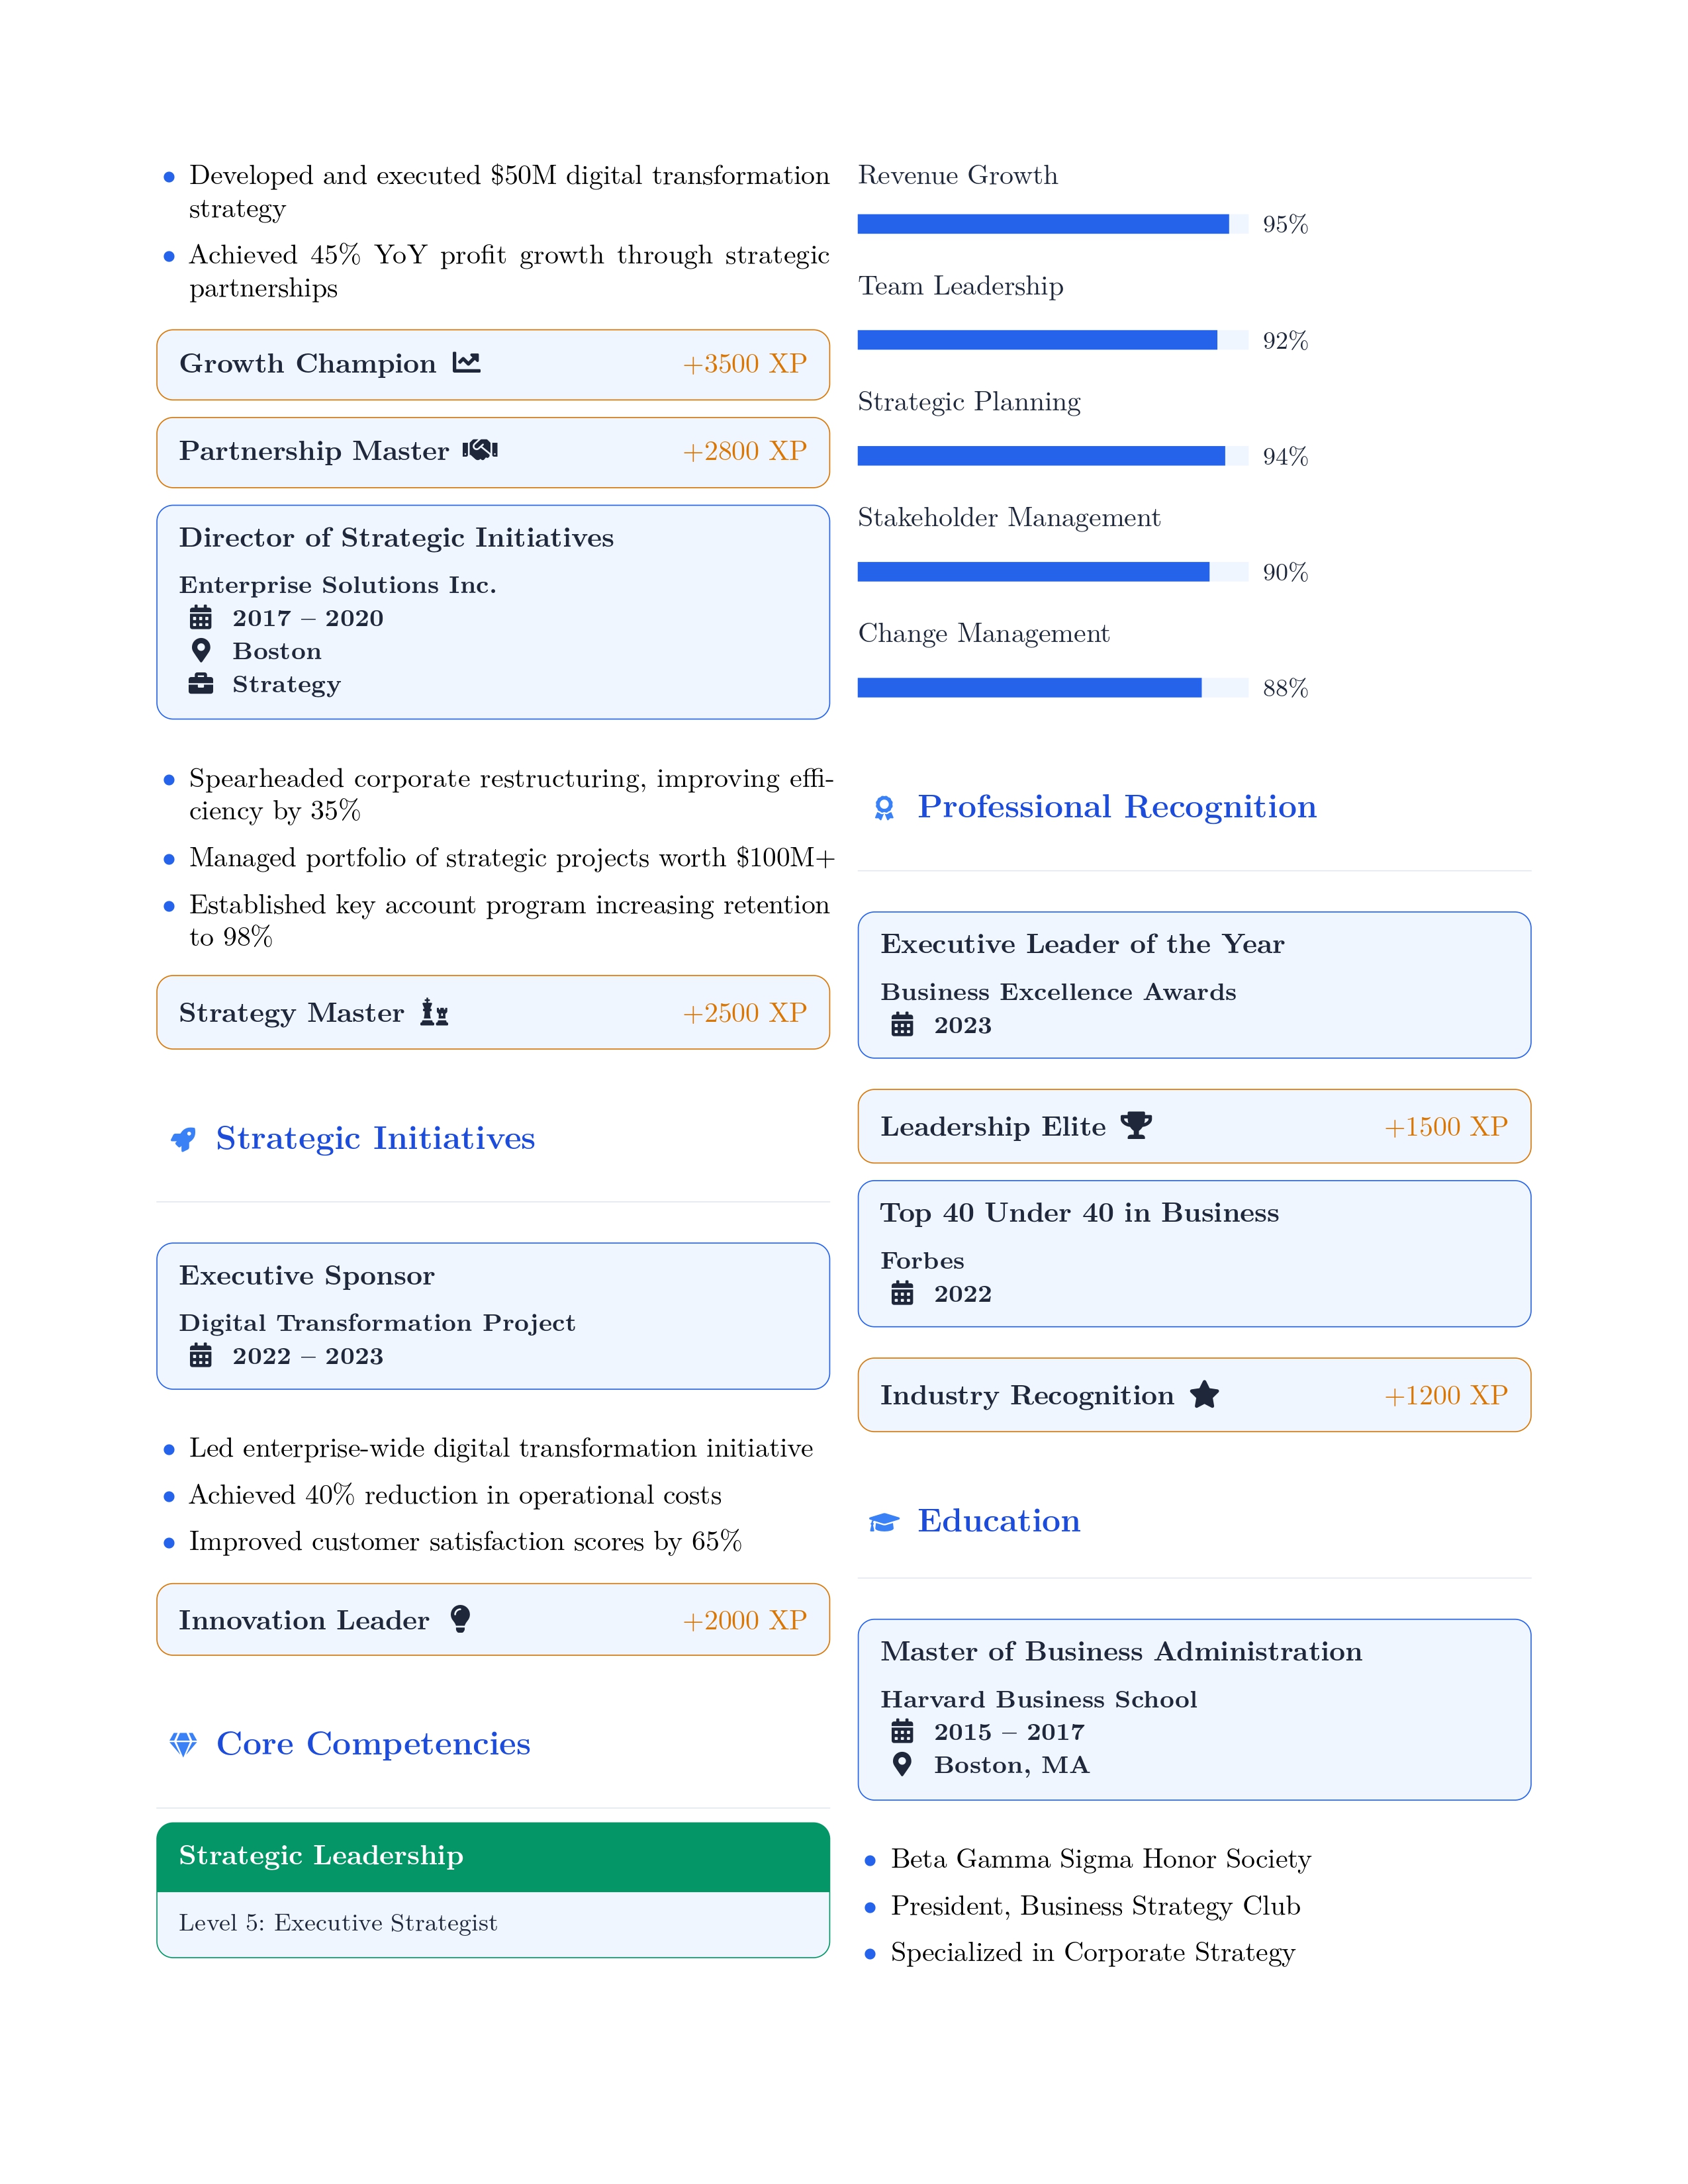 Developed and executed $50M digital transformation
strategy
Achieved 45% YoY profit growth through strategic
partnerships
Growth Champion +3500 XP
Partnership Master +2800 XP
Director of Strategic Initiatives
Enterprise Solutions Inc.
2017 – 2020
Boston
Strategy
Spearheaded corporate restructuring, improving effi-
ciency by 35%
Managed portfolio of strategic projects worth $100M+
Established key account program increasing retention
to 98%
Strategy Master +2500 XP
Strategic Initiatives
Executive Sponsor
Digital Transformation Project
2022 – 2023
Led enterprise-wide digital transformation initiative
Achieved 40% reduction in operational costs
Improved customer satisfaction scores by 65%
Innovation Leader +2000 XP
Core Competencies
Strategic Leadership
Level 5: Executive Strategist
Revenue Growth
95%
Team Leadership
92%
Strategic Planning
94%
Stakeholder Management
90%
Change Management
88%
Professional Recognition
Executive Leader of the Year
Business Excellence Awards
2023
Leadership Elite +1500 XP
Top 40 Under 40 in Business
Forbes
2022
Industry Recognition +1200 XP
Education
Master of Business Administration
Harvard Business School
2015 – 2017
Boston, MA
Beta Gamma Sigma Honor Society
President, Business Strategy Club
Specialized in Corporate Strategy